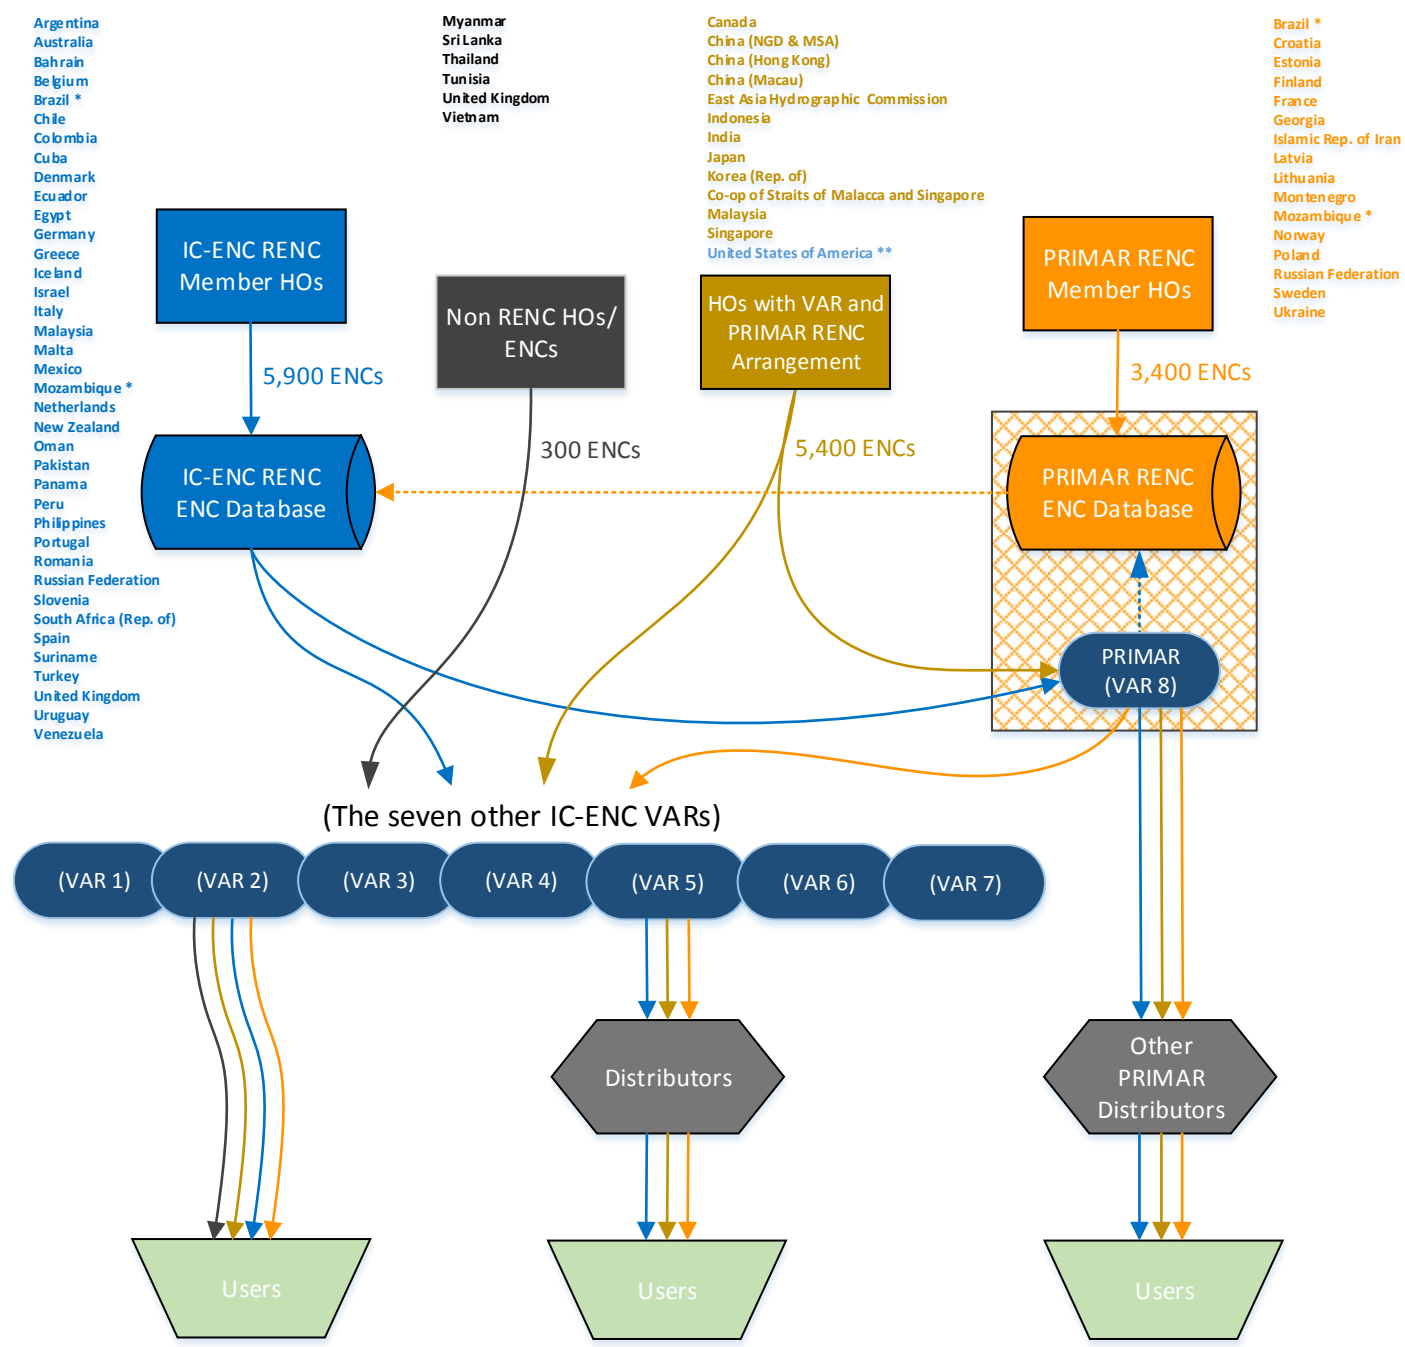 Argentina
Australia
Bahrain
Belgium
Brazil *
Chile
Colombia
Cuba
Denmark
Ecuador
Egypt
Germany
Greece
Iceland
Israel
Italy
Malaysia
Malta
Mexico
Mozambique *
Netherlands
New Zealand
Oman
Pakistan
Panama
Peru
Philippines
Portugal
Romania
Russian Federation
Slovenia
South Africa (Rep. of)
Spain
Suriname
Turkey
United Kingdom
Uruguay
Venezuela
Myanmar
Sri Lanka
Thailand
Tunisia
United Kingdom
Vietnam
Canada
China (NGD & MSA)
China (Hong Kong)
China (Macau)
East Asia Hydrographic Commission
Indonesia
India
Japan
Korea (Rep. of)
Co-op of Straits of Malacca and Singapore
Malaysia
Singapore
United States of America **
Brazil *
Croatia
Estonia
Finland
France
Georgia
Islamic Rep. of Iran
Latvia
Lithuania
Montenegro
Mozambique *
Norway
Poland
Russian Federation
Sweden
Ukraine
IC-ENC RENC
Member HOs
Non RENC HOs/
ENCs
HOs with VAR and
PRIMAR RENC
Arrangement
PRIMAR RENC
Member HOs
5,900 ENCs
300 ENCs
5,400 ENCs
3,400 ENCs
IC-ENC RENC
ENC Database
PRIMAR RENC
ENC Database
PRIMAR
(VAR 8)
(The seven other IC-ENC VARs)
(VAR 1)
(VAR 2)
(VAR 3)
(VAR 4)
(VAR 5)
(VAR 6)
(VAR 7)
Distributors
Other
PRIMAR
Distributors
Users
Users
Users